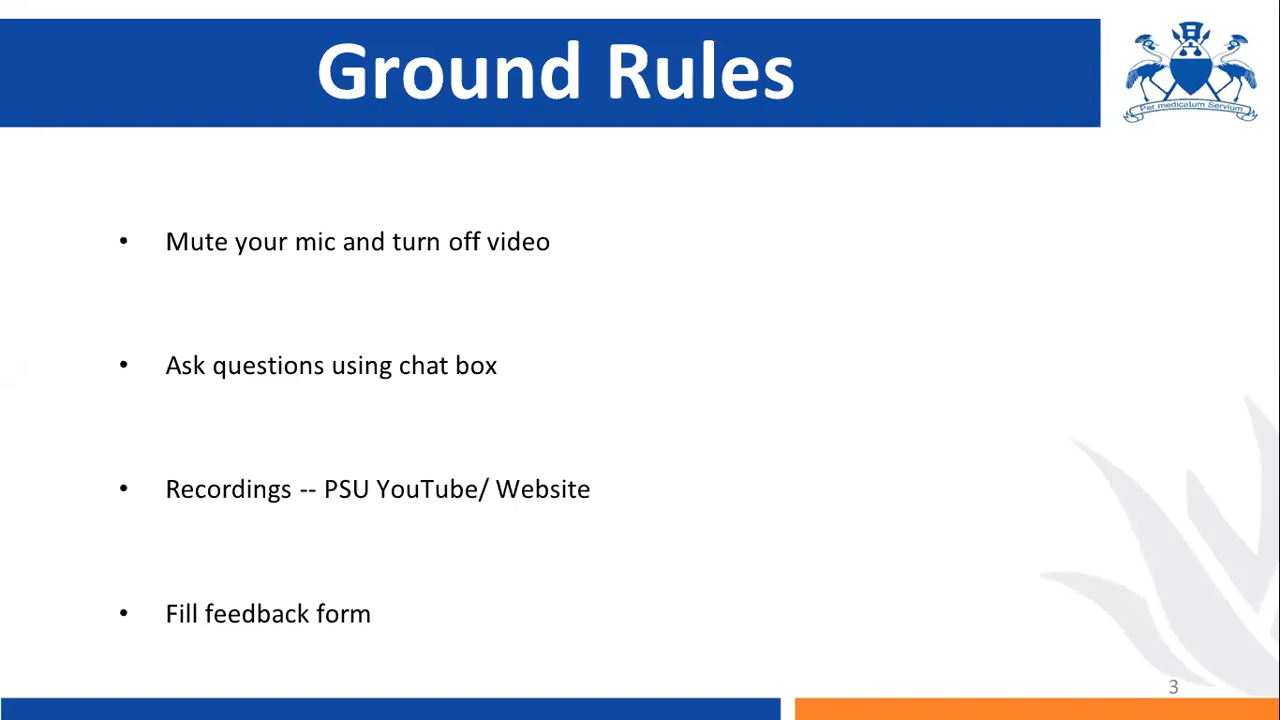 Ground Rules
Per medicatum Servium
• Mute your mic and turn off video
• Ask questions using chat box
• Recordings -- PSU YouTube/ Website
• Fill feedback form
3